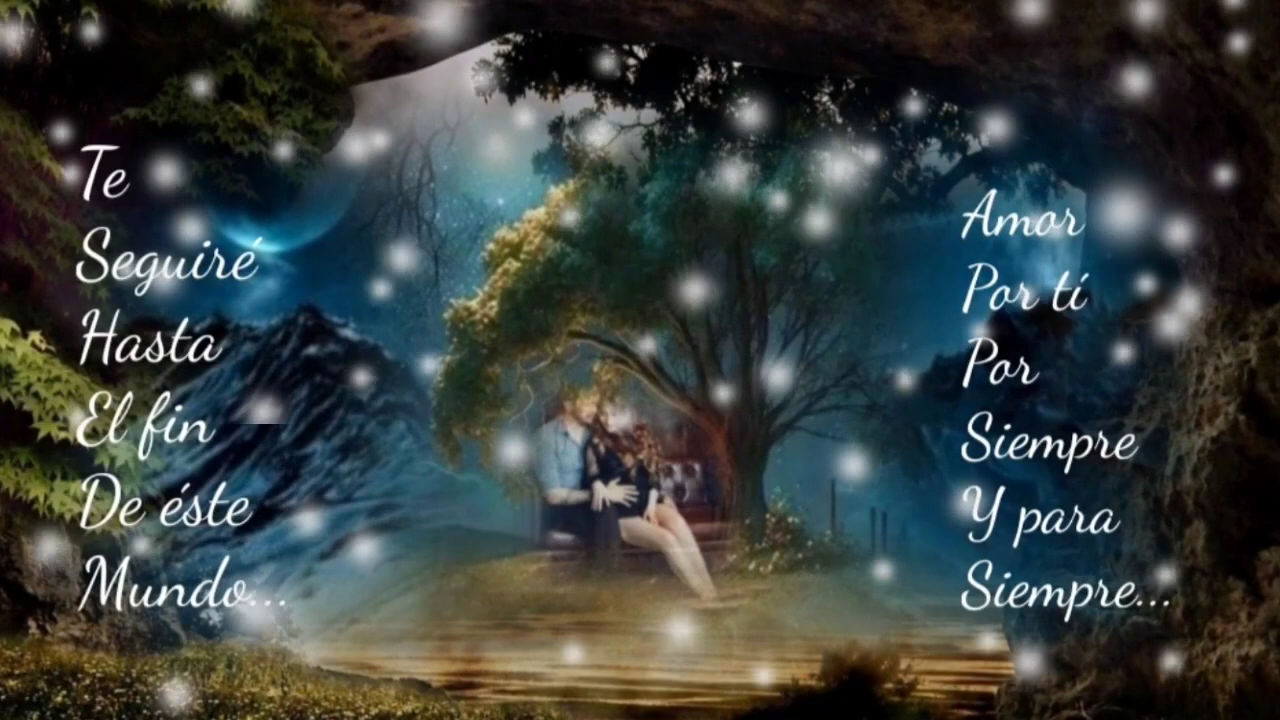 Te
Seguiré
Hasta
El fin
De éste
Mundo...
Amor
Por tí
Por
Siempre
Y para
Siempre...